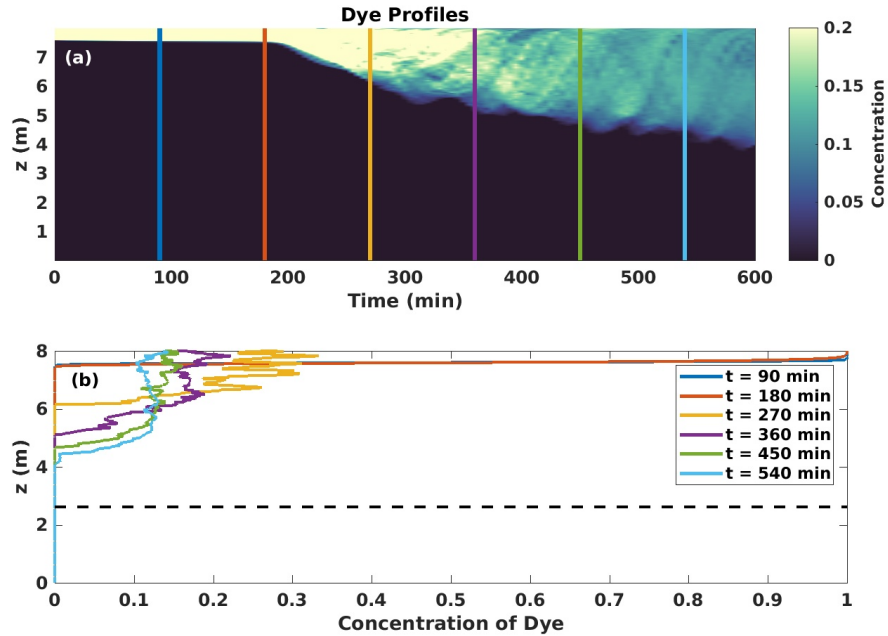 Dye Profiles
(a)
7
6
5
4
3
2
1
z (m)
0
100
200
300
400
500
600
Time (min)
0.2
0.15
0.1
0.05
0
Concentration
(b)
8
6
4
2
0
z (m)
t = 90 min
t = 180 min
t = 270 min
t = 360 min
t = 450 min
t = 540 min
0
0.1
0.2
0.3
0.4
0.5
0.6
0.7
0.8
0.9
1
Concentration of Dye